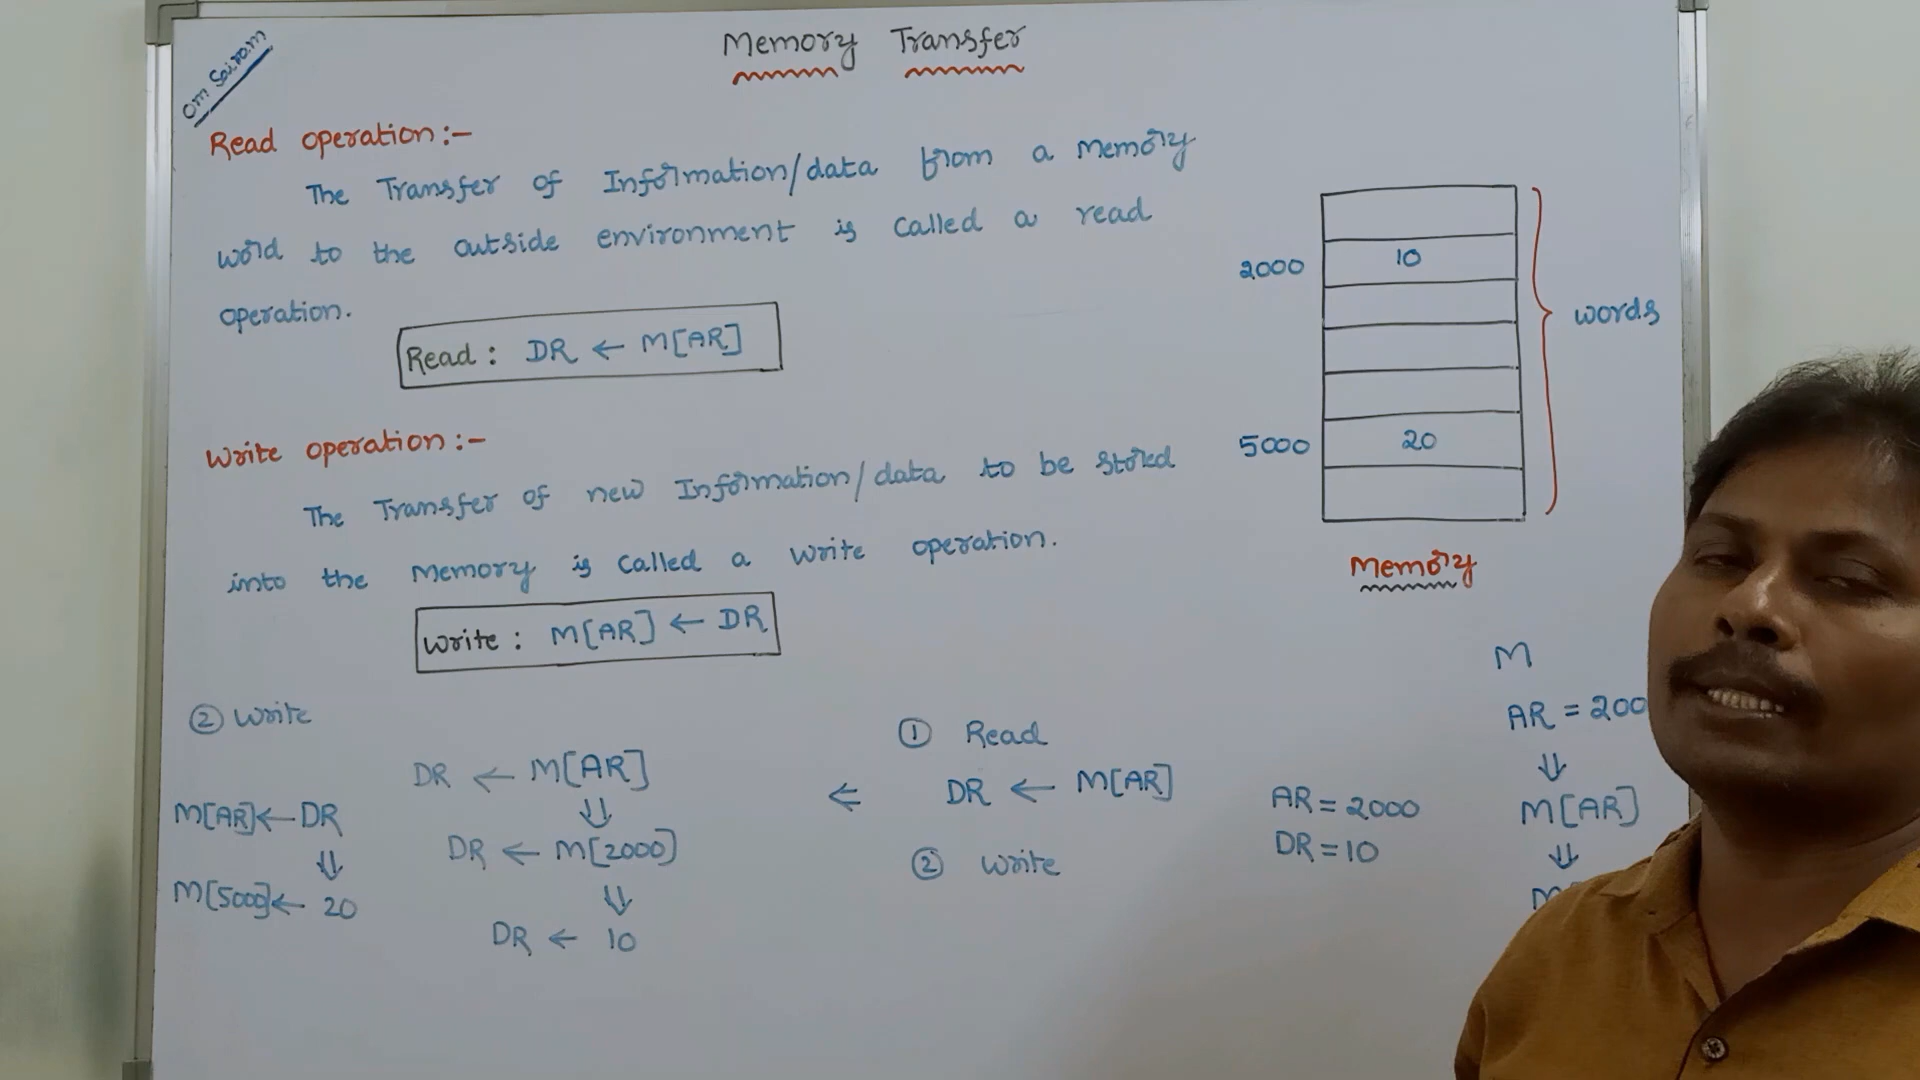 Memory Transfer
Om Sairam
Read operation:-
The Transfer of Information/data from a Memory
word to the outside environment is called a read
operation.
Read : DR ← M[AR]
Write operation:-
The Transfer of new Information/data to be stored
into the memory is called a write operation.
Write : M[AR] ← DR
2000 10
5000 20
words
Memory
② Write
M[AR] ← DR
⇓
M[5000] ← 20
DR ← M[AR]
⇓
DR ← M[2000]
⇓
DR ← 10
⇐
① Read
DR ← M[AR]
② Write
AR = 2000
DR = 10
M
AR = 200
⇓
M[AR]
⇓